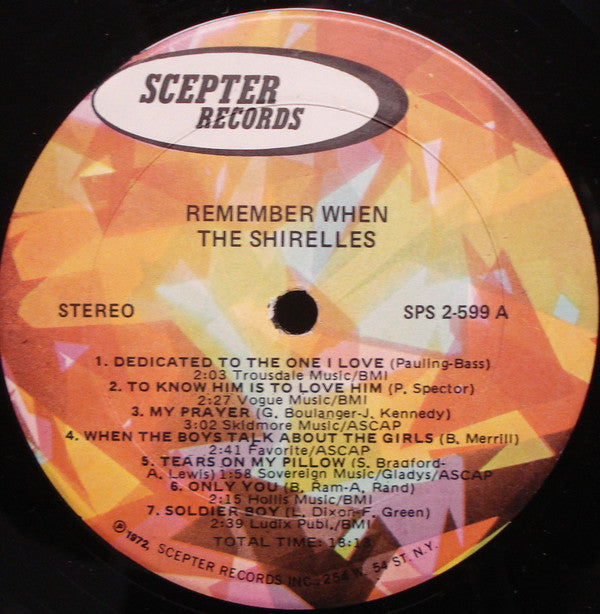 SCEPTER
RECORDS
REMEMBER WHEN
THE SHIRELLES
STEREO
SPS 2-599 A
1. DEDICATED TO THE ONE I LOVE (Pauling-Bass)
2:03 Trousdale Music/BMI
2. TO KNOW HIM IS TO LOVE HIM (P. Spector)
2:27 Vogue Music/BMI
3. MY PRAYER (G. Boulanger-J. Kennedy)
3:02 Skidmore Music/ASCAP
4. WHEN THE BOYS TALK ABOUT THE GIRLS (B. Merrill)
2:41 Favorite/ASCAP
5. TEARS ON MY PILLOW (S. Bradford-
A. Lewis) 1:58 Sovereign Music/Gladys/ASCAP
6. ONLY YOU (B. Ram-A. Rand)
2:15 Hollis Music/BMI
7. SOLDIER BOY (L. Dixon-F. Green)
2:39 Ludix Publ./BMI
TOTAL TIME: 18:13
Ⓟ 1972, SCEPTER RECORDS INC., 254 W. 54 ST. N.Y.